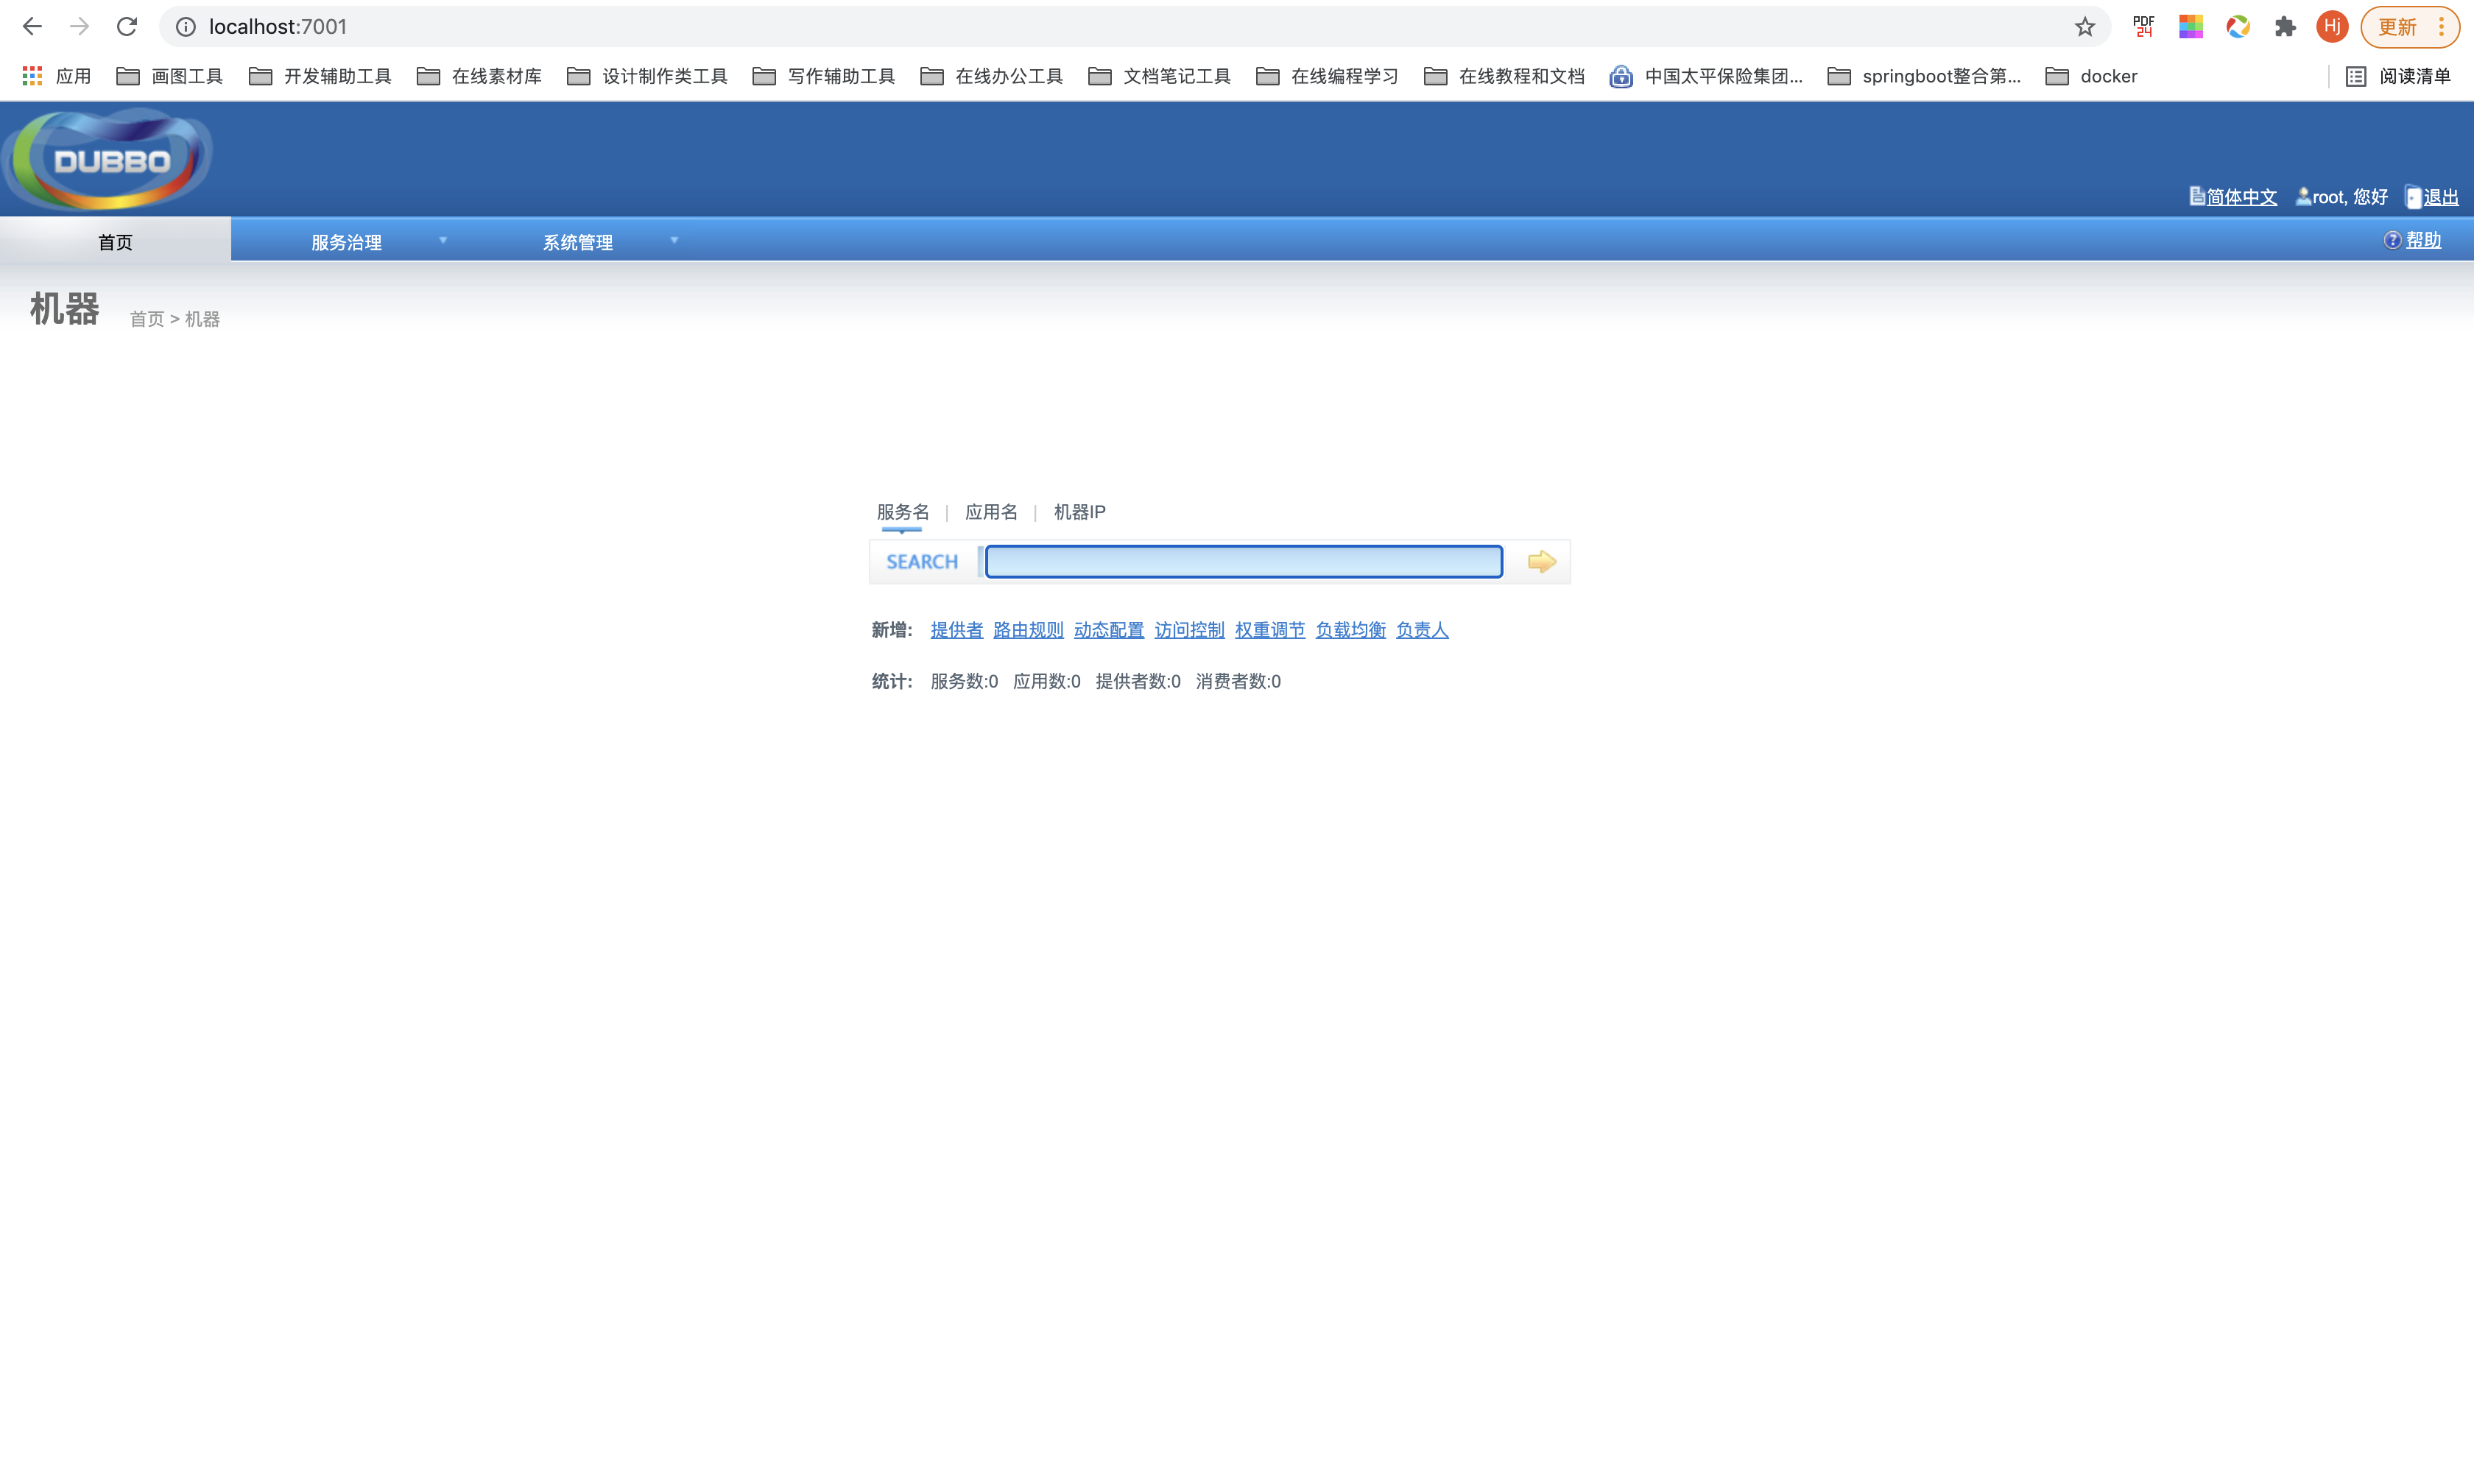 localhost:7001
PDF
24
Hj
更新
应用 画图工具 开发辅助工具 在线素材库 设计制作类工具 写作辅助工具 在线办公工具 文档笔记工具 在线编程学习 在线教程和文档 中国太平保险集团... springboot整合第... docker 阅读清单
DUBBO
简体中文 root, 您好 退出
首页 服务治理 系统管理 ? 帮助
机器 首页 > 机器
服务名 | 应用名 | 机器IP
SEARCH
新增: 提供者 路由规则 动态配置 访问控制 权重调节 负载均衡 负责人
统计: 服务数:0 应用数:0 提供者数:0 消费者数:0